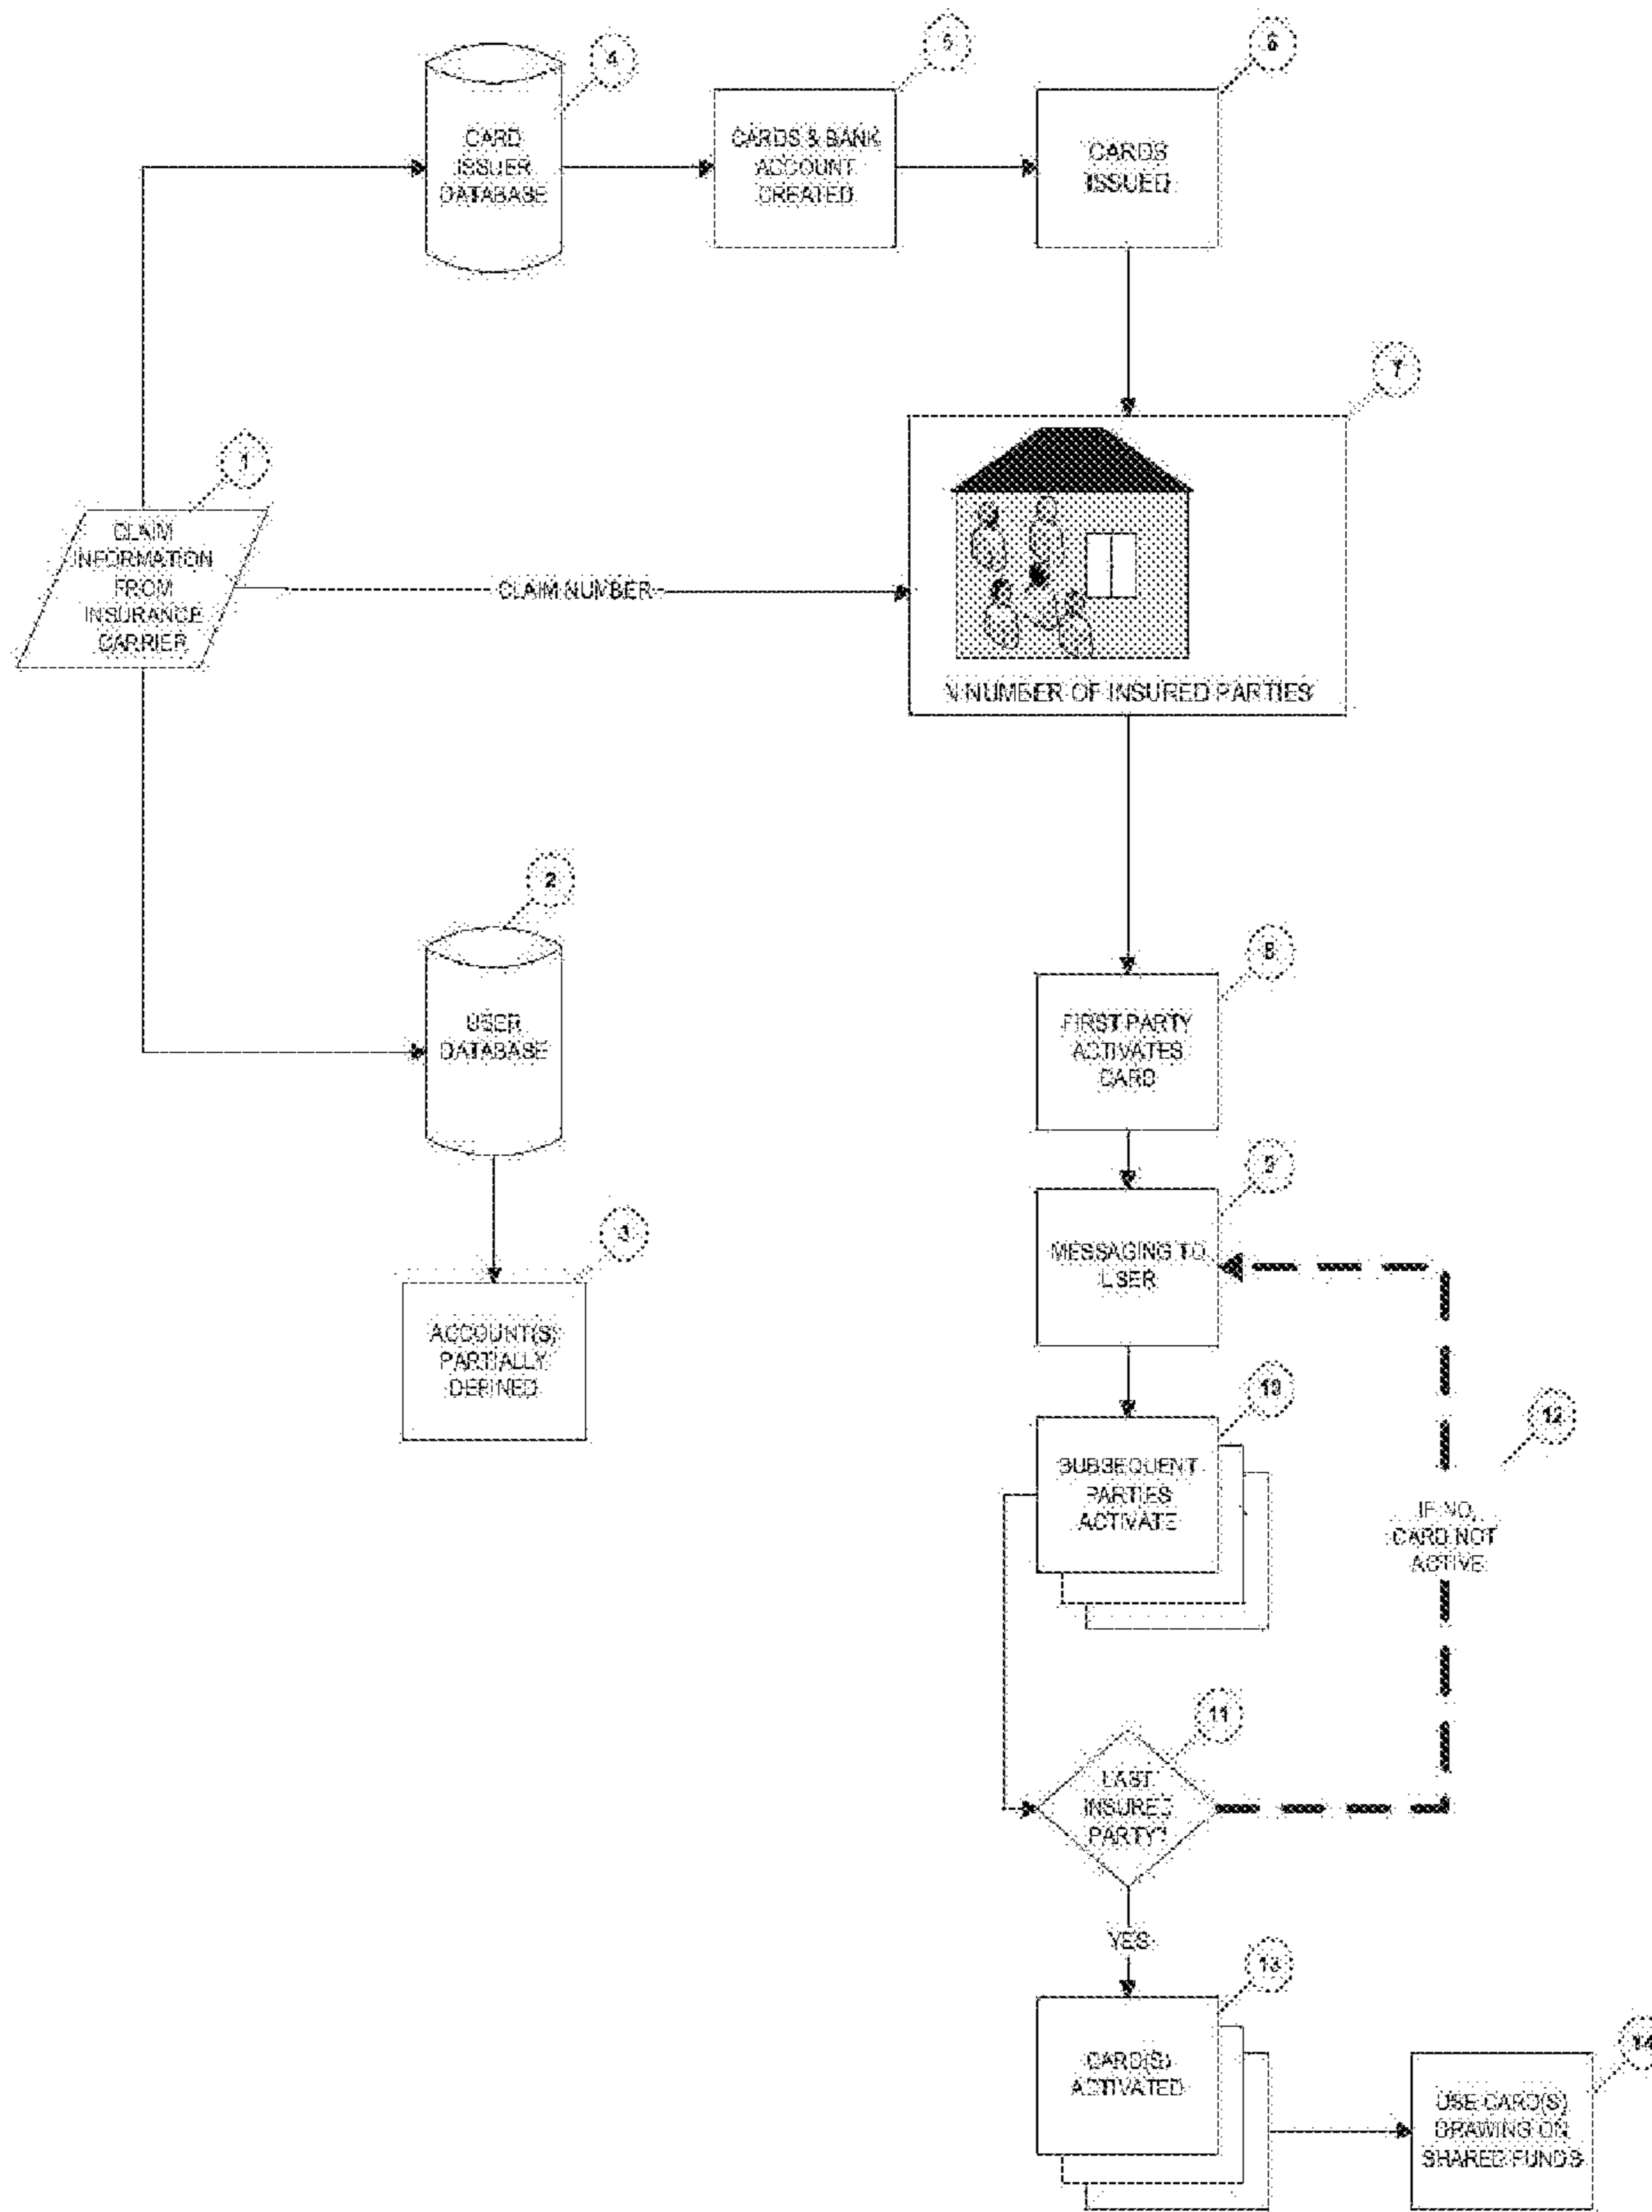 4
5
6
CARD
ISSUER
DATABASE
CARDS & BANK
ACCOUNT
CREATED
CARDS
ISSUED
7
1
CLAIM
INFORMATION
FROM
INSURANCE
CARRIER
CLAIM NUMBER
N NUMBER OF INSURED PARTIES
2
USER
DATABASE
8
FIRST PARTY
ACTIVATES
CARD
3
ACCOUNT(S)
PARTIALLY
DEFINED
9
MESSAGING TO
USER
10
SUBSEQUENT
PARTIES
ACTIVATE
12
IF NO,
CARD NOT
ACTIVE
11
LAST
INSURED
PARTY?
YES
13
CARD(S)
ACTIVATED
14
USE CARD(S)
DRAWING ON
SHARED FUNDS